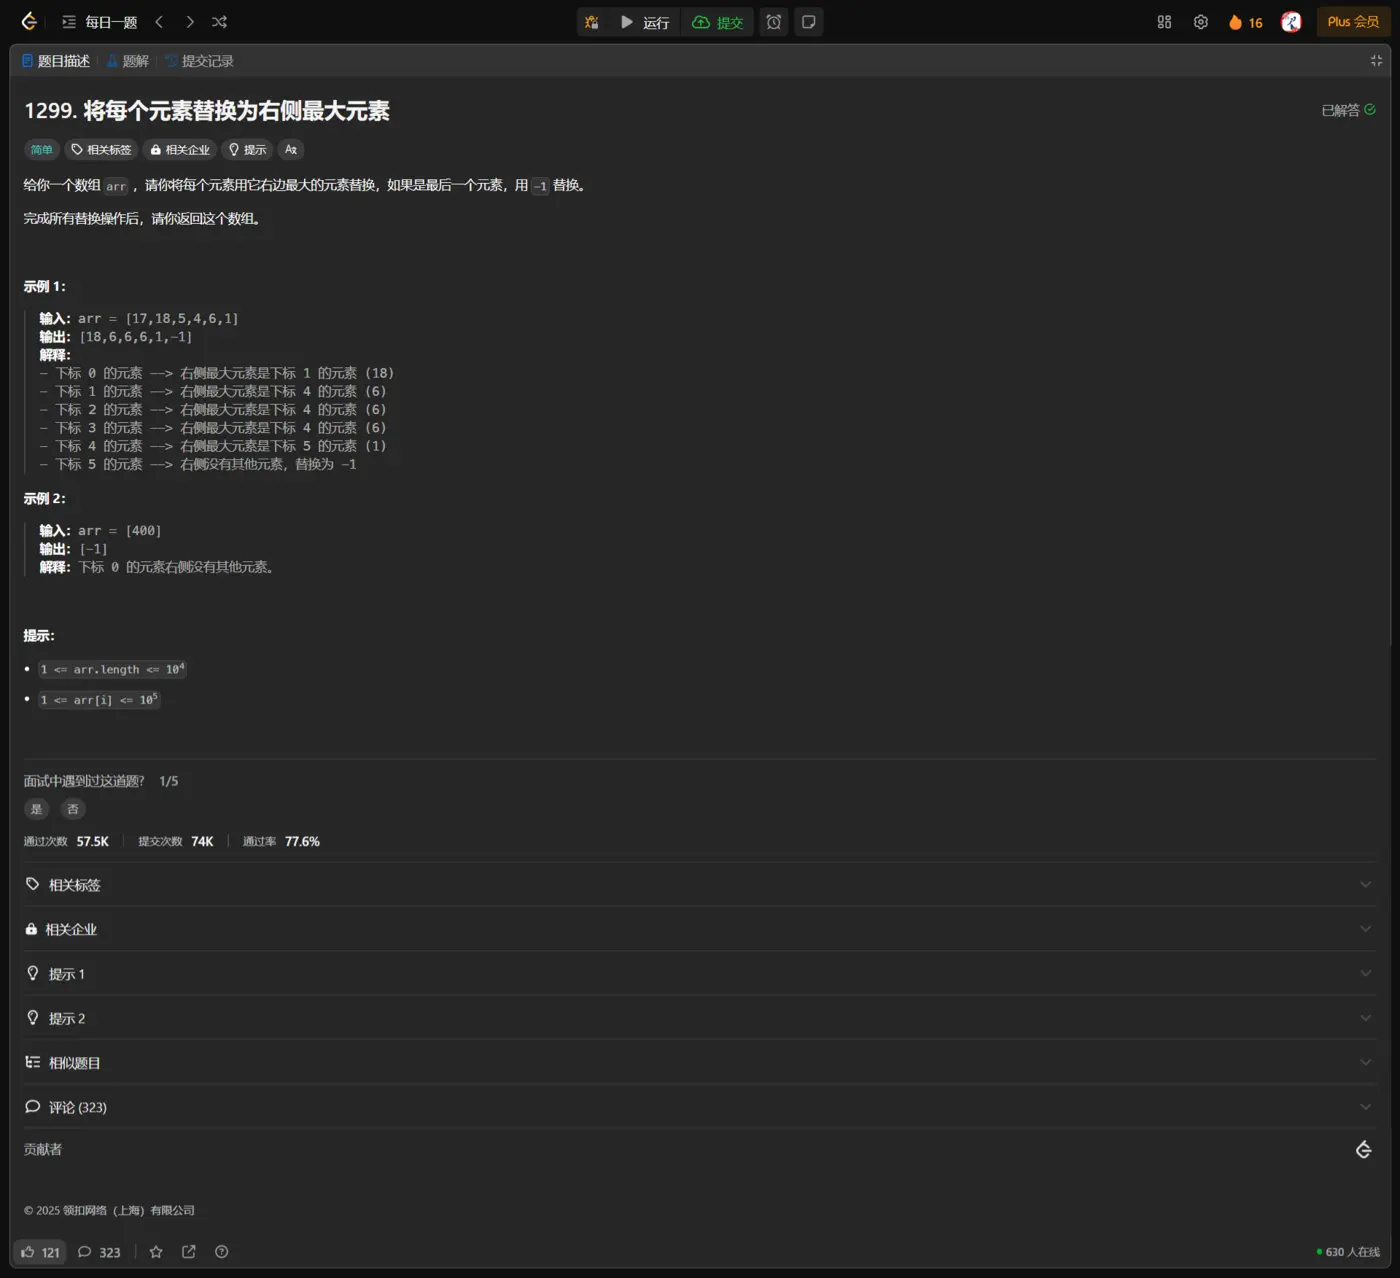 每日一题
运行
提交
16
Plus 会员
题目描述
题解
提交记录
1299. 将每个元素替换为右侧最大元素
已解答
简单
相关标签
相关企业
提示
给你一个数组 arr ，请你将每个元素用它右边最大的元素替换，如果是最后一个元素，用 -1 替换。
完成所有替换操作后，请你返回这个数组。
示例 1：
输入：arr = [17,18,5,4,6,1]
输出：[18,6,6,6,1,-1]
解释：
- 下标 0 的元素 --> 右侧最大元素是下标 1 的元素 (18)
- 下标 1 的元素 --> 右侧最大元素是下标 4 的元素 (6)
- 下标 2 的元素 --> 右侧最大元素是下标 4 的元素 (6)
- 下标 3 的元素 --> 右侧最大元素是下标 4 的元素 (6)
- 下标 4 的元素 --> 右侧最大元素是下标 5 的元素 (1)
- 下标 5 的元素 --> 右侧没有其他元素，替换为 -1
示例 2：
输入：arr = [400]
输出：[-1]
解释：下标 0 的元素右侧没有其他元素。
提示：
• 1 <= arr.length <= 10⁴
• 1 <= arr[i] <= 10⁵
面试中遇到过这道题? 1/5
是
否
通过次数 57.5K
提交次数 74K
通过率 77.6%
相关标签
相关企业
提示 1
提示 2
相似题目
评论 (323)
贡献者
© 2025 领扣网络（上海）有限公司
121
323
630 人在线